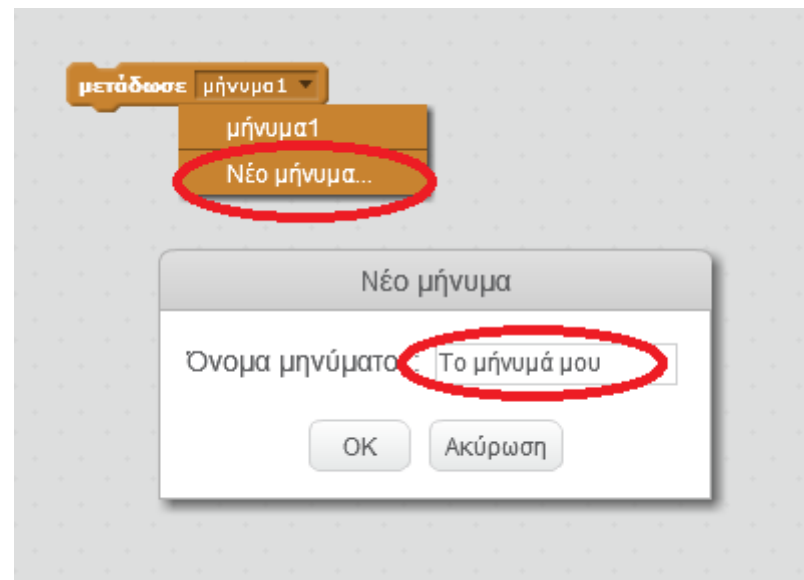 μετάδωσε μήνυμα1
μήνυμα1
Νέο μήνυμα...
Νέο μήνυμα
Όνομα μηνύματο : Το μήνυμά μου
OK Ακύρωση